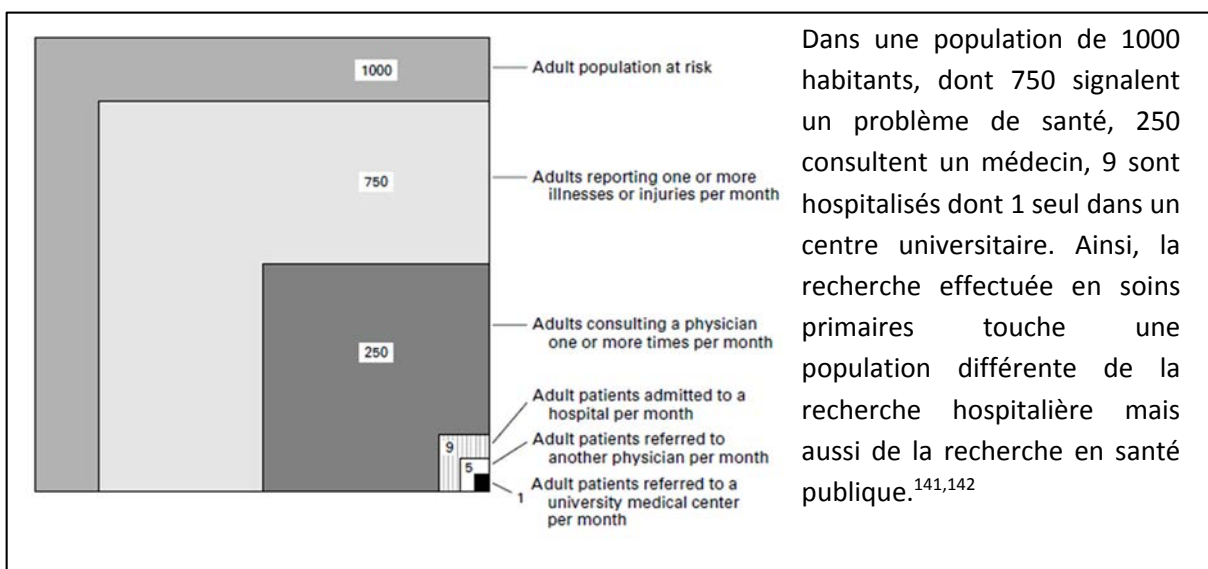 1000
Adult population at risk
750
Adults reporting one or more
illnesses or injuries per month
250
Adults consulting a physician
one or more times per month
9
Adult patients admitted to a
hospital per month
5
Adult patients referred to
another physician per month
1
Adult patients referred to a
university medical center
per month
Dans une population de 1000
habitants, dont 750 signalent
un problème de santé, 250
consultent un médecin, 9 sont
hospitalisés dont 1 seul dans un
centre universitaire. Ainsi, la
recherche effectuée en soins
primaires touche une
population différente de la
recherche hospitalière mais
aussi de la recherche en santé
publique.141,142